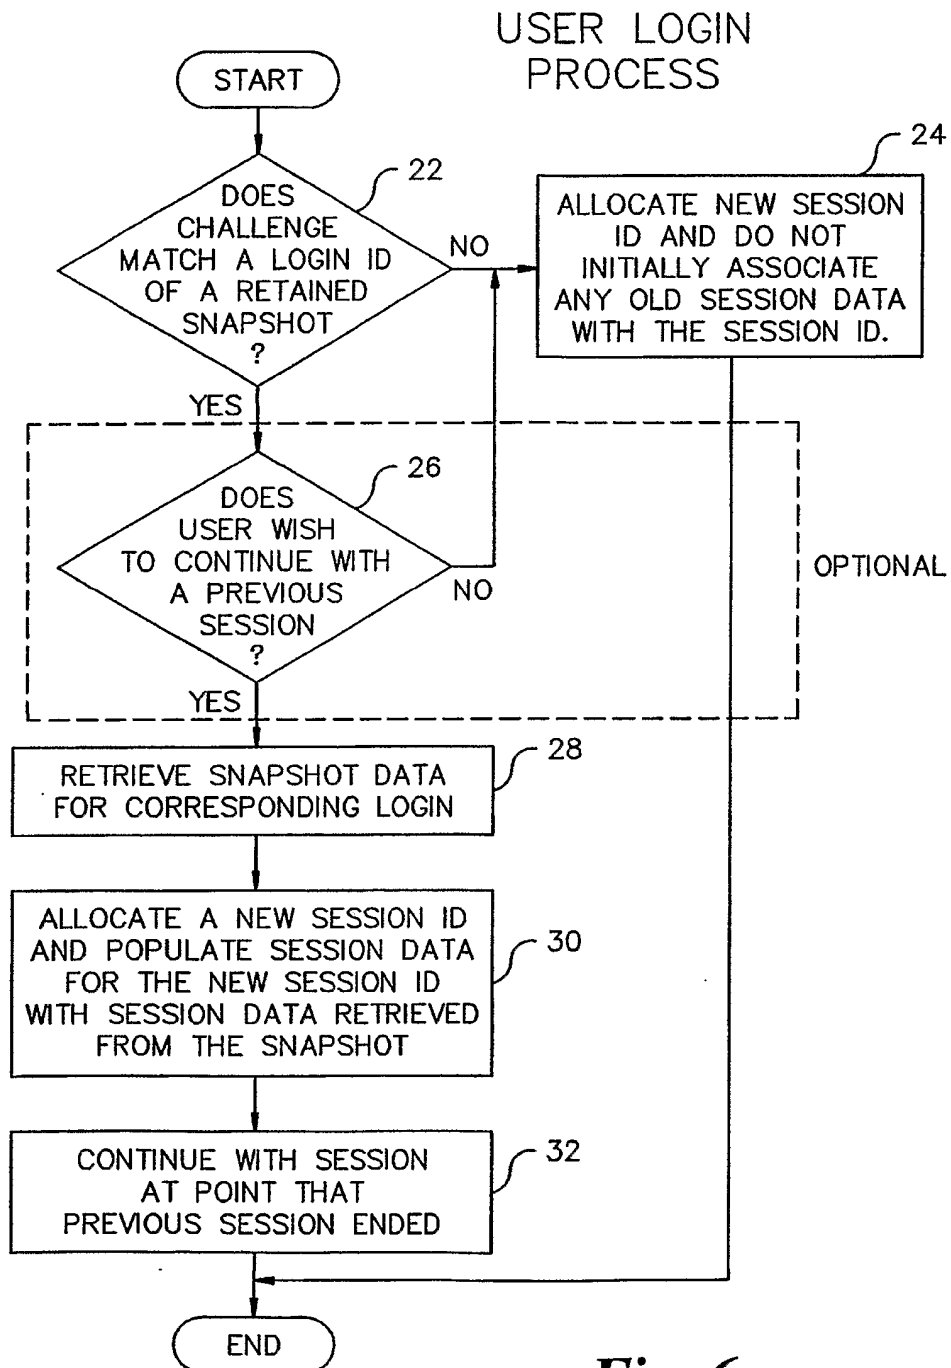 USER LOGIN
PROCESS
START
22
DOES
CHALLENGE
MATCH A LOGIN ID
OF A RETAINED
SNAPSHOT
?
NO
YES
24
ALLOCATE NEW SESSION
ID AND DO NOT
INITIALLY ASSOCIATE
ANY OLD SESSION DATA
WITH THE SESSION ID.
26
DOES
USER WISH
TO CONTINUE WITH
A PREVIOUS
SESSION
?
NO
YES
OPTIONAL
28
RETRIEVE SNAPSHOT DATA
FOR CORRESPONDING LOGIN
30
ALLOCATE A NEW SESSION ID
AND POPULATE SESSION DATA
FOR THE NEW SESSION ID
WITH SESSION DATA RETRIEVED
FROM THE SNAPSHOT
32
CONTINUE WITH SESSION
AT POINT THAT
PREVIOUS SESSION ENDED
END